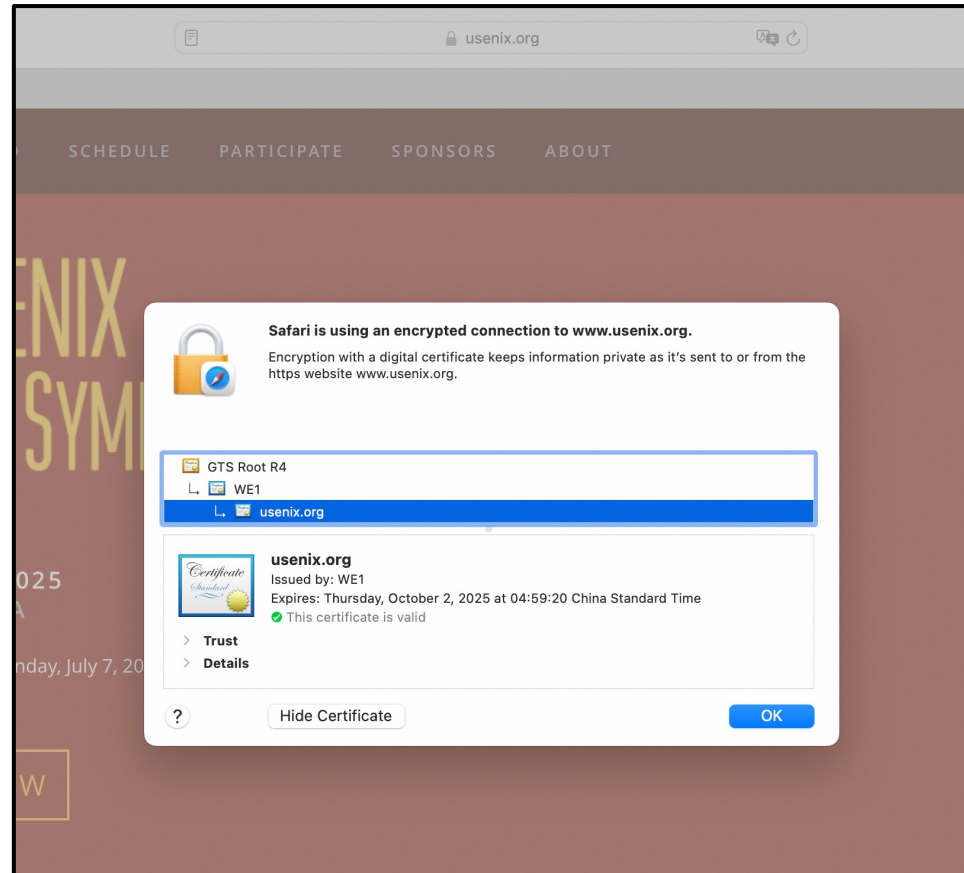 usenix.org
SCHEDULE PARTICIPATE SPONSORS ABOUT
ENIX
SYM
Safari is using an encrypted connection to www.usenix.org.
Encryption with a digital certificate keeps information private as it's sent to or from the
https website www.usenix.org.
GTS Root R4
WE1
usenix.org
Certificate
Standard
usenix.org
Issued by: WE1
Expires: Thursday, October 2, 2025 at 04:59:20 China Standard Time
This certificate is valid
Trust
Details
025
A
nday, July 7, 20
? Hide Certificate OK
W